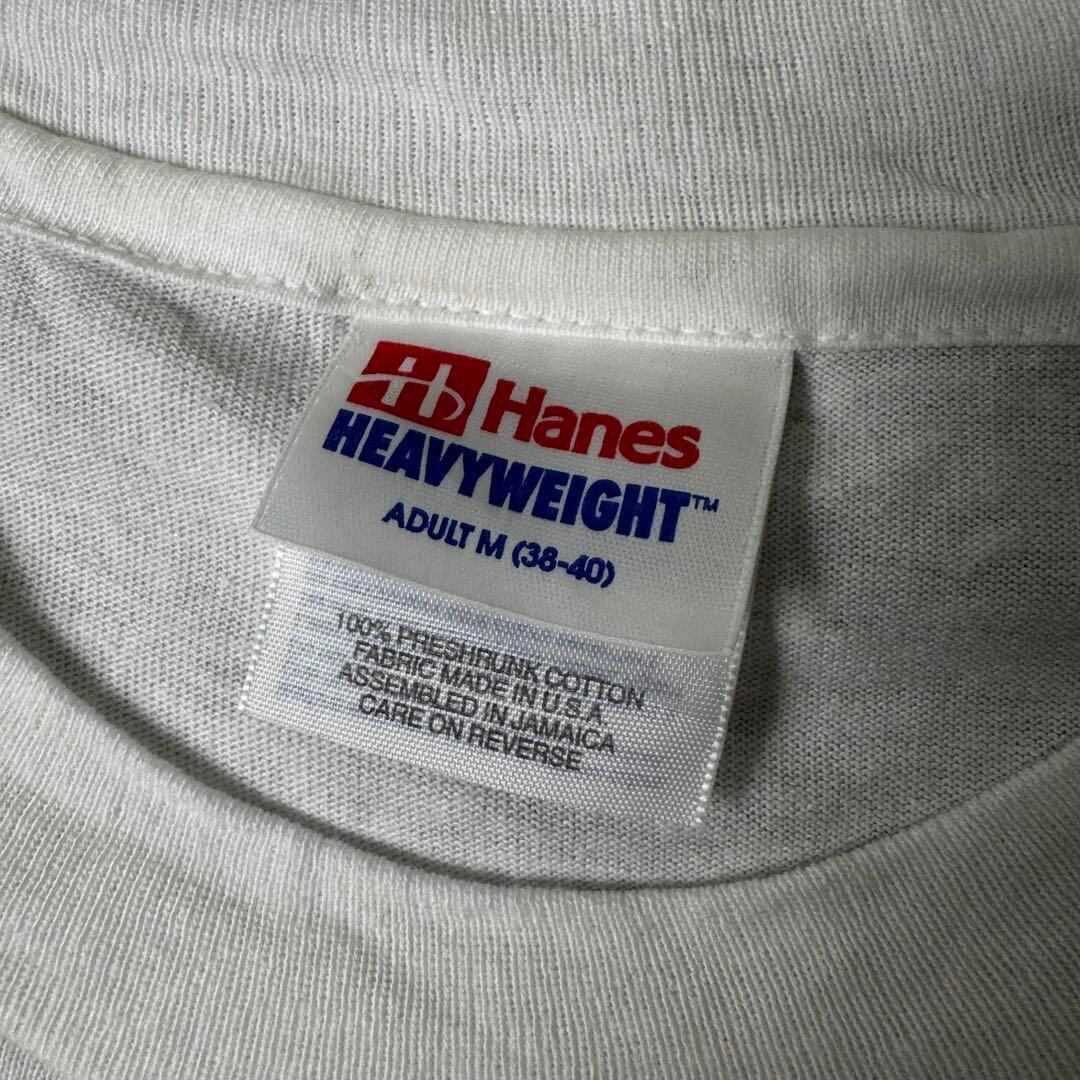 Hanes
HEAVYWEIGHT™
ADULT M (38-40)
100% PRESHRUNK COTTON
FABRIC MADE IN U.S.A.
ASSEMBLED IN JAMAICA
CARE ON REVERSE